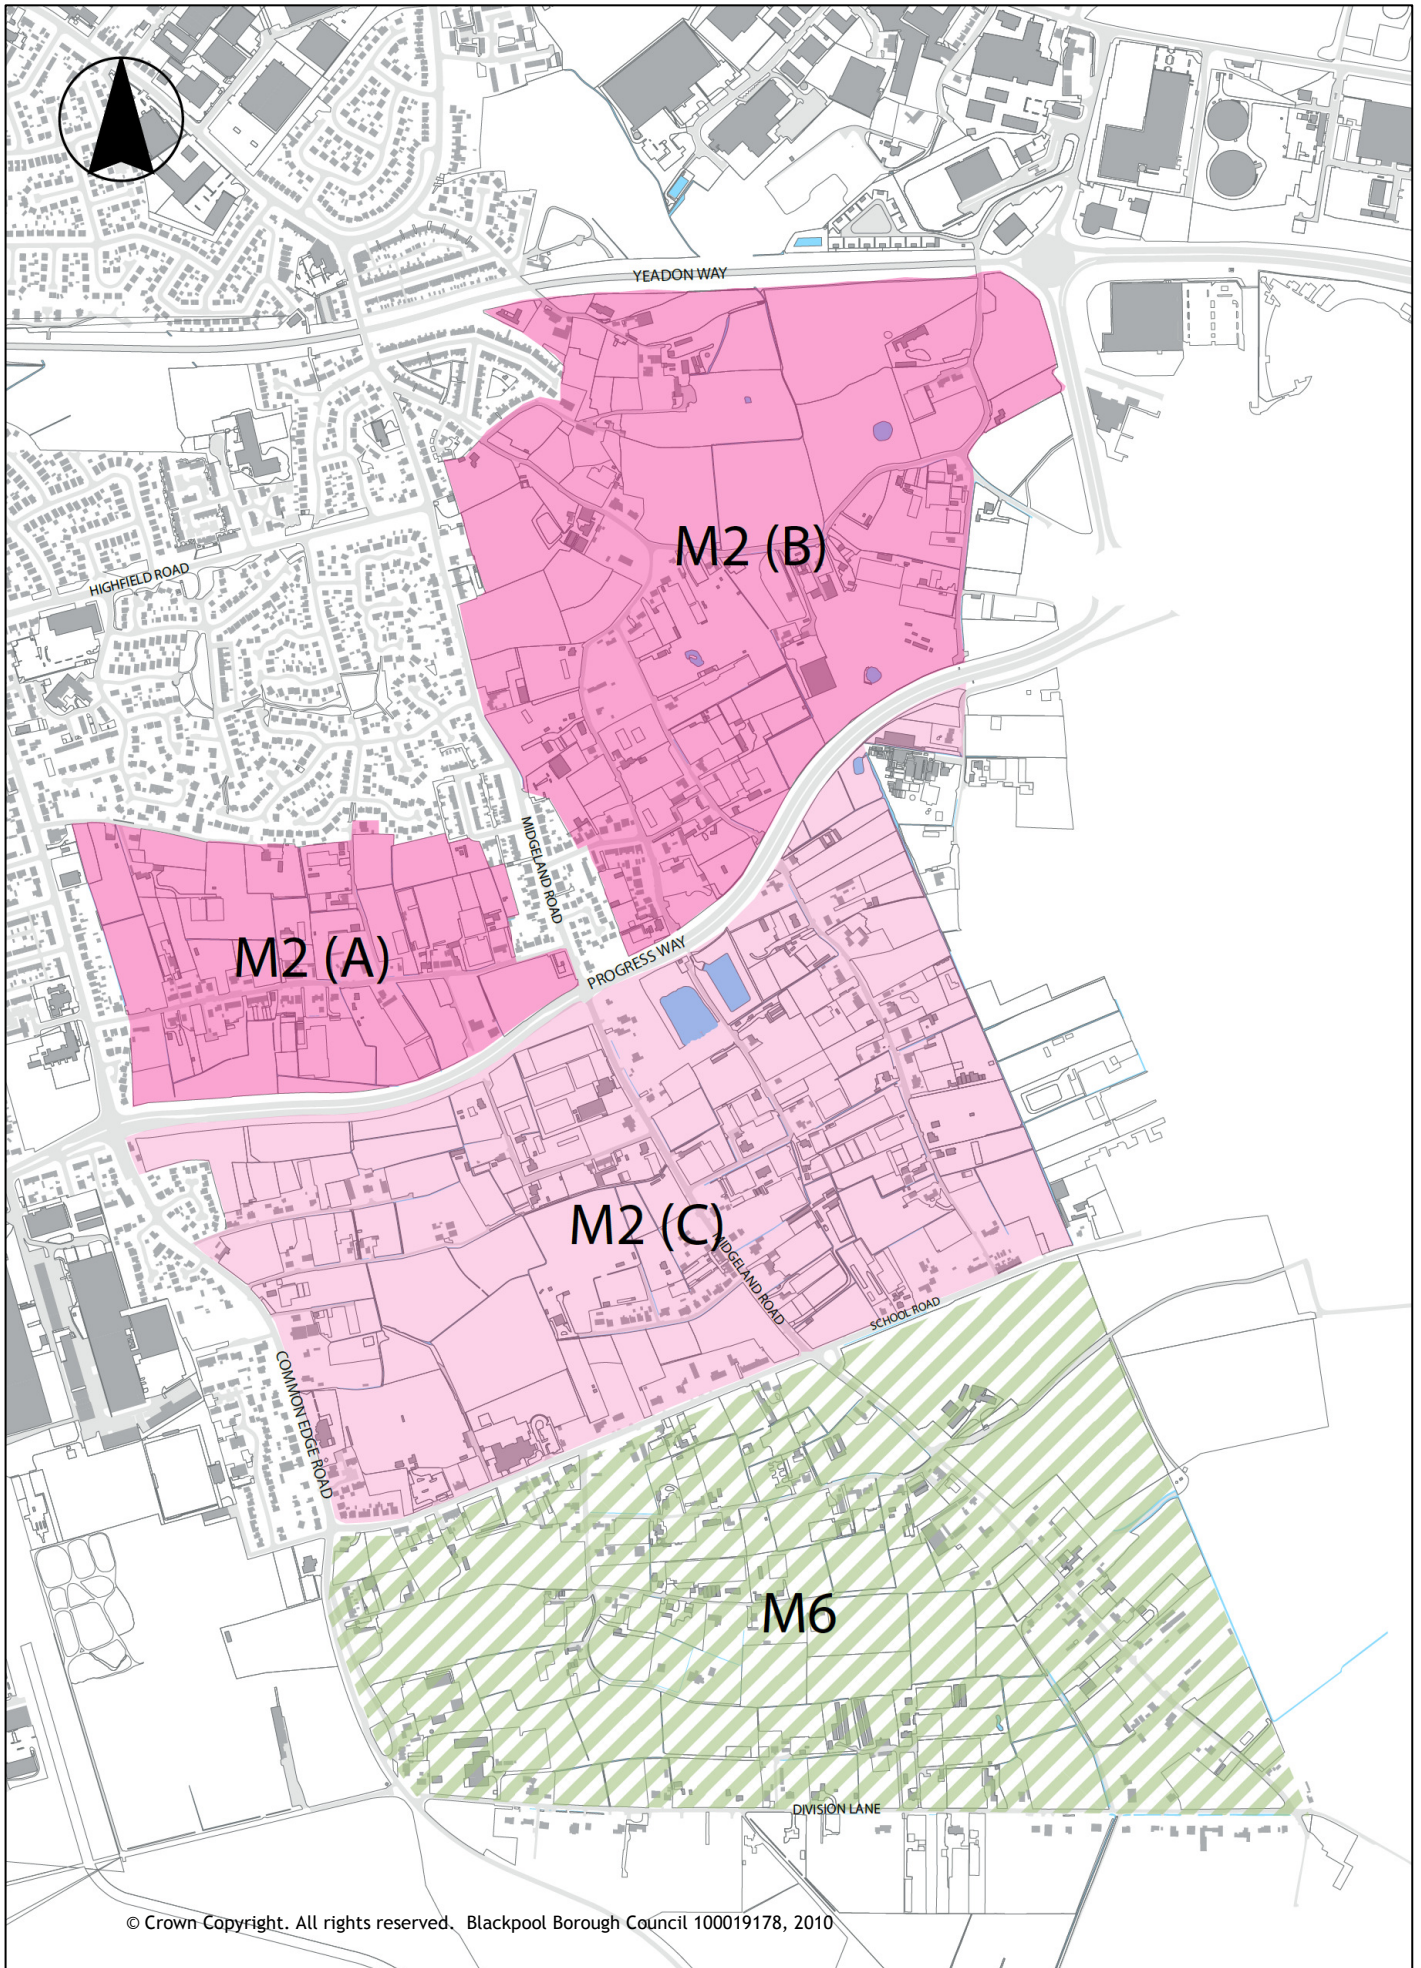 YEADON WAY
M2 (B)
HIGHFIELD ROAD
MIDGELAND ROAD
M2 (A)
PROGRESS WAY
M2 (C)
MIDGELAND ROAD
SCHOOL ROAD
COMMON EDGE ROAD
M6
DIVISION LANE
© Crown Copyright. All rights reserved. Blackpool Borough Council 100019178, 2010